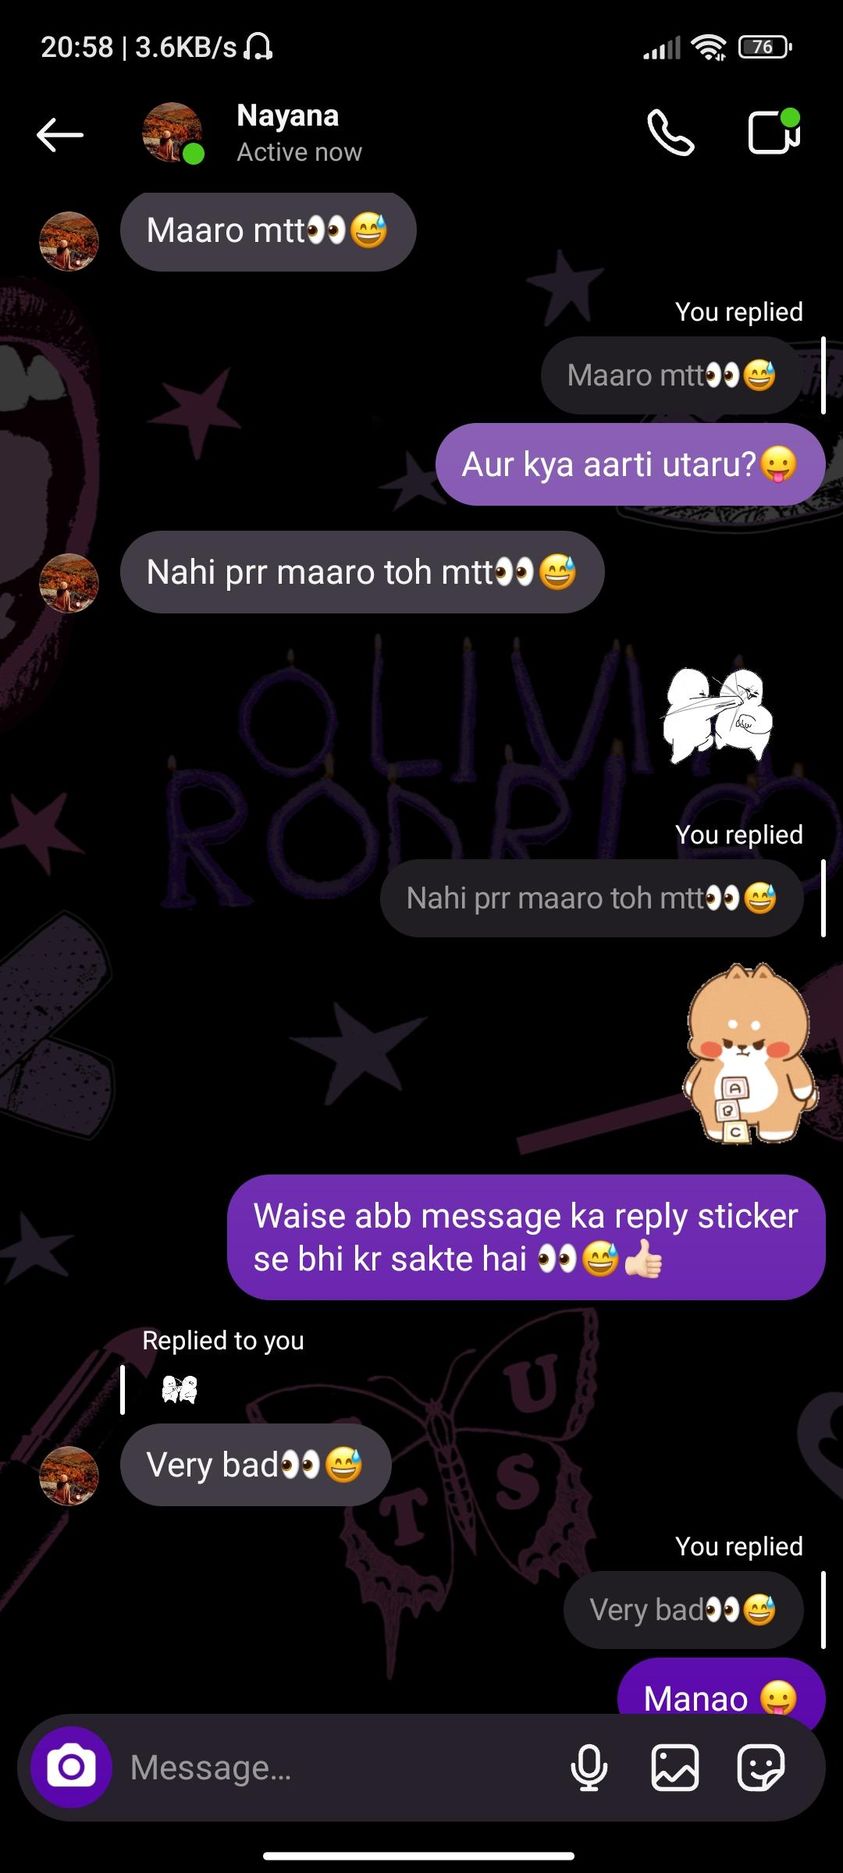 20:58 | 3.6KB/s
76
Nayana
Active now
Maaro mtt👀😅
You replied
Maaro mtt👀😅
Aur kya aarti utaru?😛
Nahi prr maaro toh mtt👀😅
OLIVIA
RODRIGO
You replied
Nahi prr maaro toh mtt👀😅
A
B
C
Waise abb message ka reply sticker
se bhi kr sakte hai 👀😅👍🏻
Replied to you
Very bad👀😅
U
T S
You replied
Very bad👀😅
Manao 😛
Message...